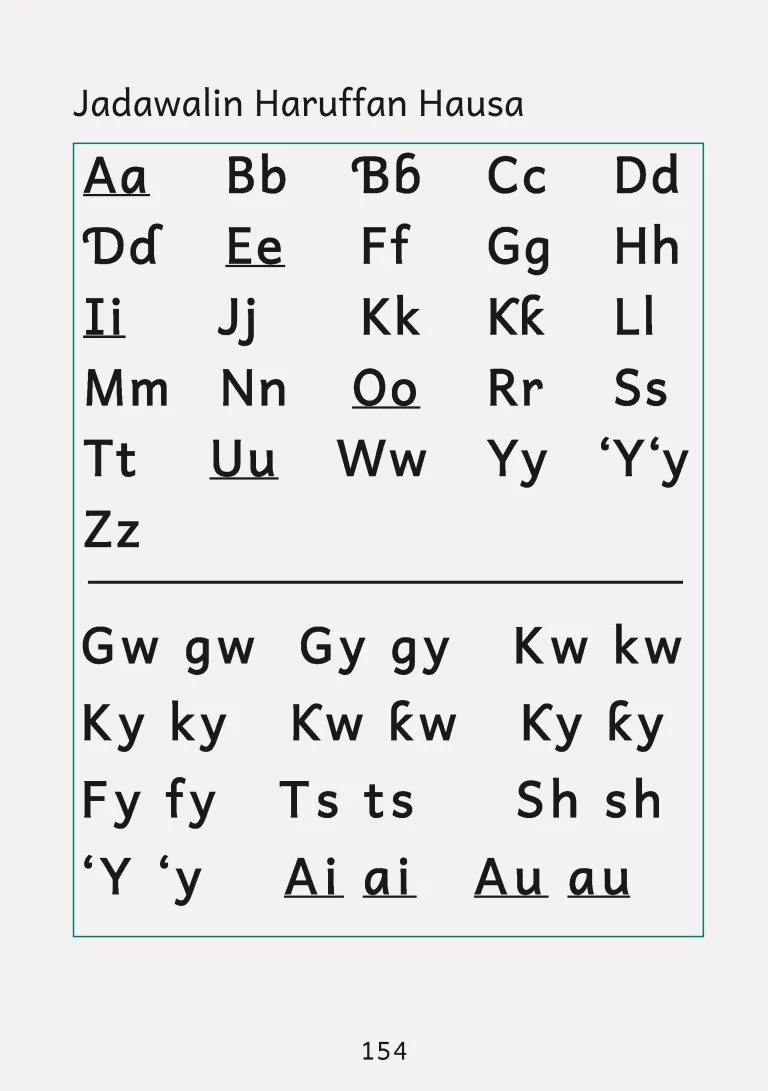 Jadawalin Haruffan Hausa
Aa Bb Ɓɓ Cc Dd
Ɗɗ Ee Ff Gg Hh
Ii Jj Kk Ƙƙ Ll
Mm Nn Oo Rr Ss
Tt Uu Ww Yy ‘Y‘y
Zz
Gw gw Gy gy Kw kw
Ky ky Ƙw ƙw Ƙy ƙy
Fy fy Ts ts Sh sh
‘Y ‘y Ai ai Au au
154